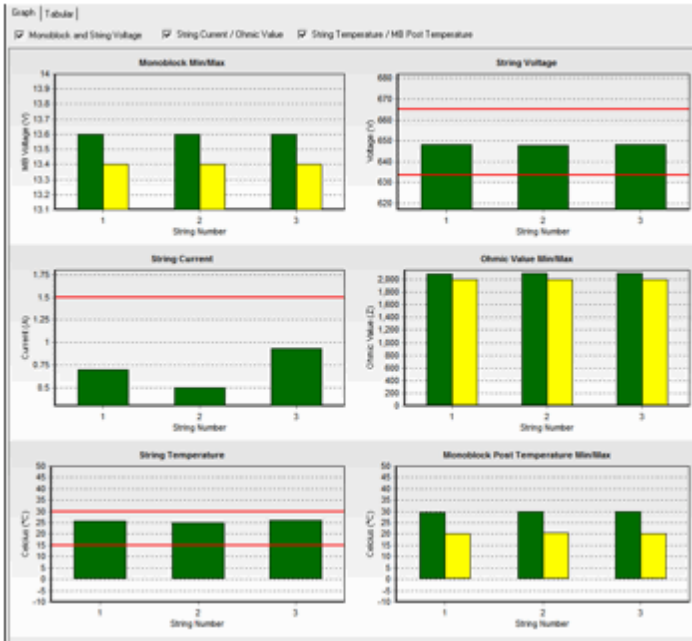 Graph Tabular
Monoblock and String Voltage String Current / Ohmic Value String Temperature / MB Post Temperature
Monoblock Min/Max
14
13.9
13.8
13.7
13.6
13.5
13.4
13.3
13.2
13.1
MB Voltage (V)
1 2 3
String Number
String Voltage
680
670
660
650
640
630
620
Voltage (V)
1 2 3
String Number
String Current
1.75
1.5
1.25
1
0.75
0.5
Current (A)
1 2 3
String Number
Ohmic Value Min/Max
2,000
1,800
1,600
1,400
1,200
1,000
800
600
400
200
0
Ohmic Value (Ʃ)
1 2 3
String Number
String Temperature
50
45
40
35
30
25
20
15
10
5
0
-5
-10
Celcius (°C)
1 2 3
String Number
Monoblock Post Temperature Min/Max
50
45
40
35
30
25
20
15
10
5
0
-5
-10
Celcius (°C)
1 2 3
String Number